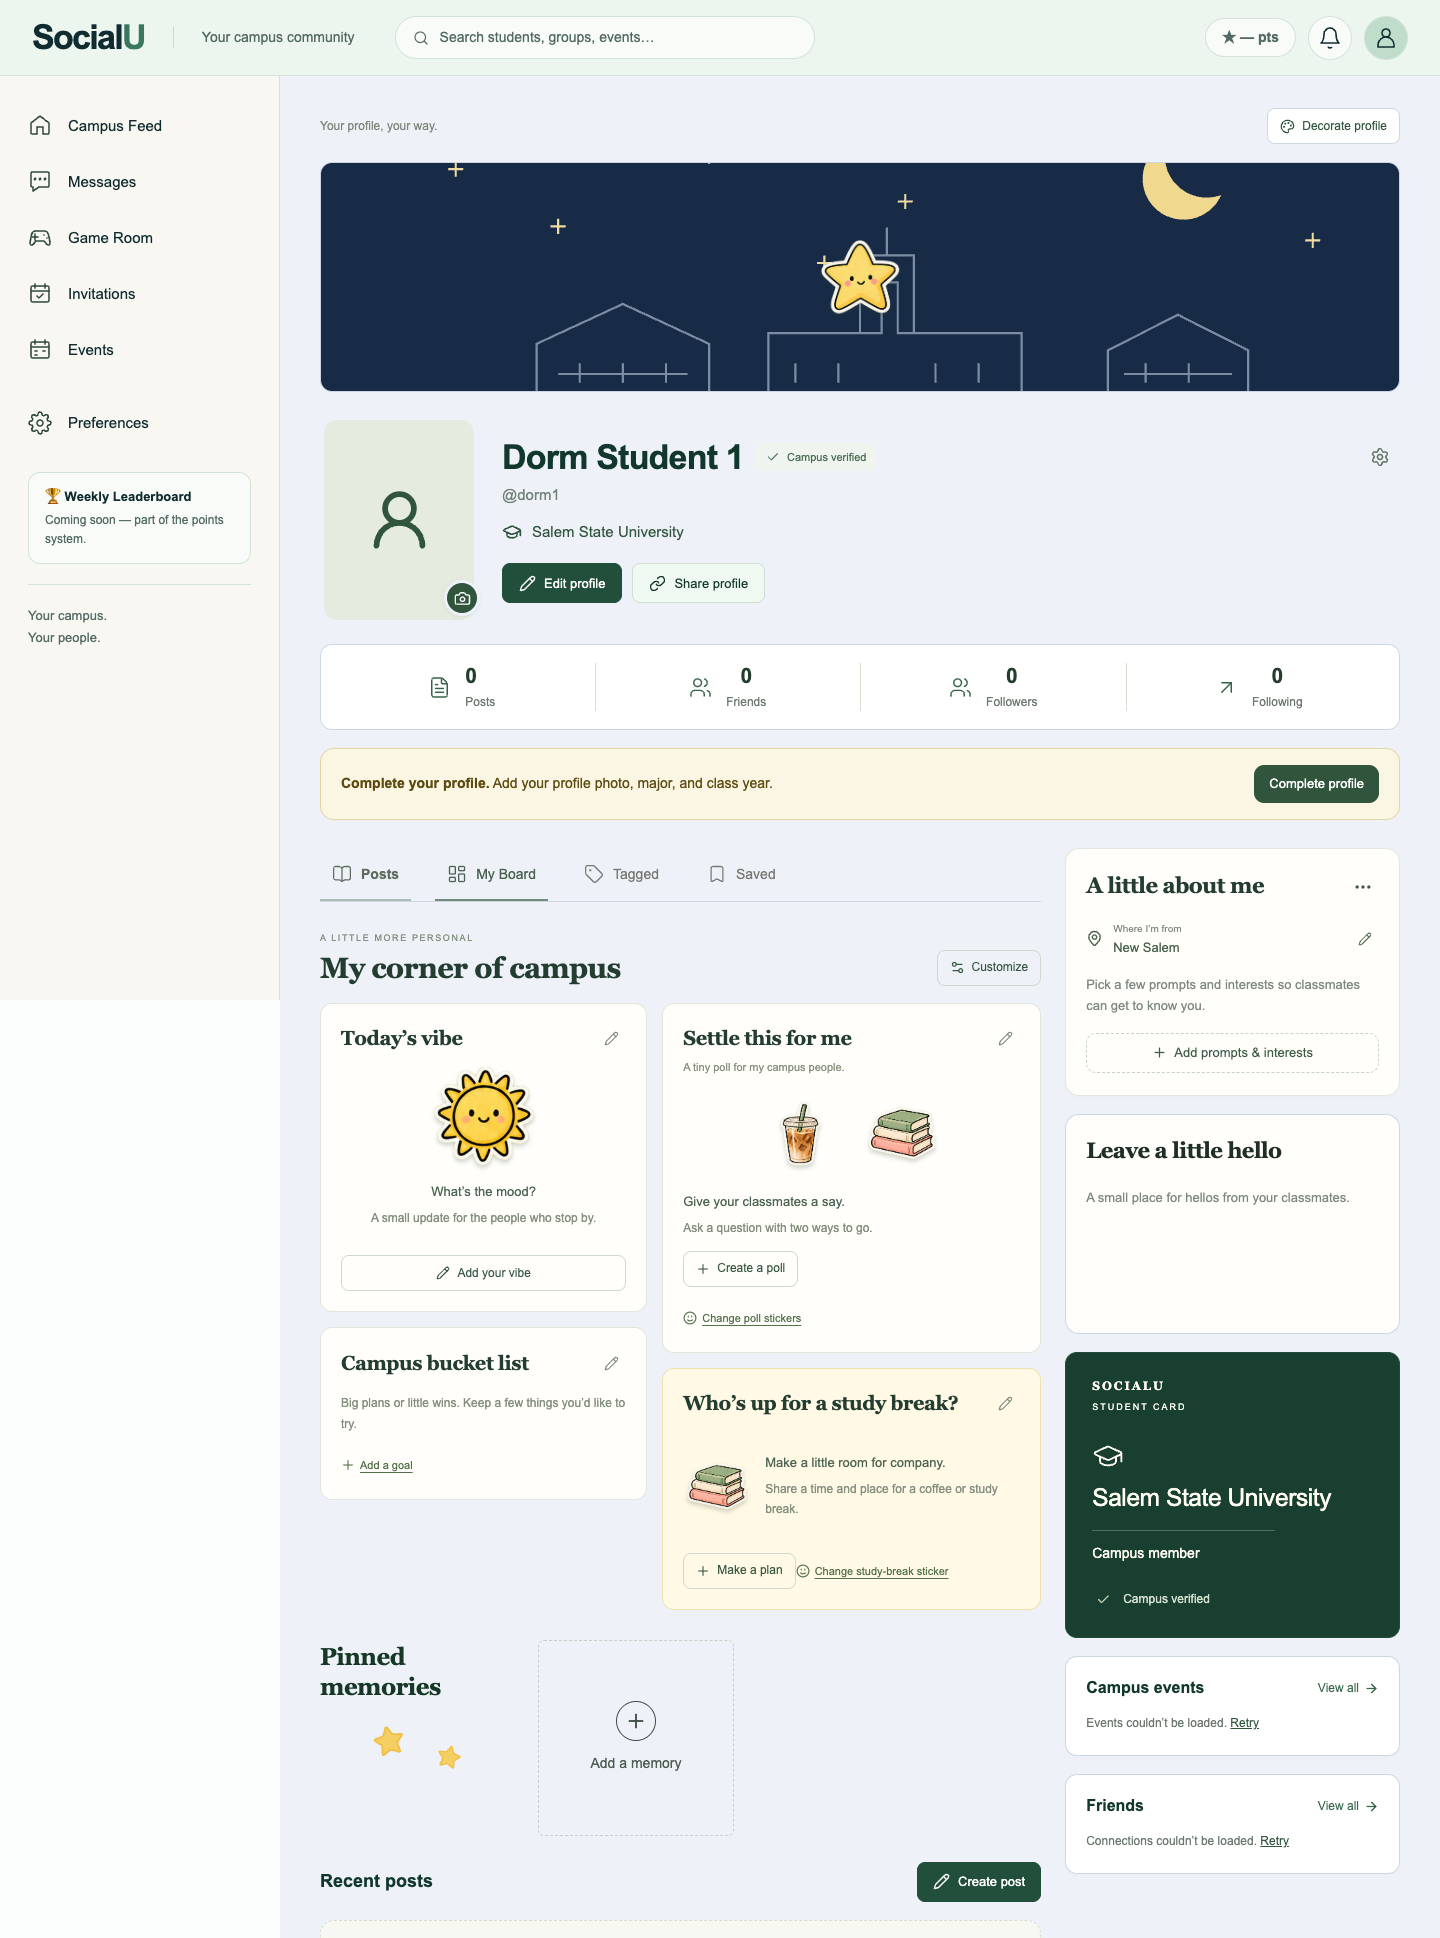 SocialU
Your campus community
Search students, groups, events…
★ — pts
Campus Feed
Messages
Game Room
Invitations
Events
Preferences
🏆 Weekly Leaderboard
Coming soon — part of the points
system.
Your campus.
Your people.
Your profile, your way.
Decorate profile
Dorm Student 1
Campus verified
@dorm1
Salem State University
Edit profile
Share profile
0
Posts
0
Friends
0
Followers
0
Following
Complete your profile. Add your profile photo, major, and class year.
Complete profile
Posts
My Board
Tagged
Saved
A LITTLE MORE PERSONAL
My corner of campus
Customize
Today’s vibe
What’s the mood?
A small update for the people who stop by.
Add your vibe
Settle this for me
A tiny poll for my campus people.
Give your classmates a say.
Ask a question with two ways to go.
Create a poll
Change poll stickers
Campus bucket list
Big plans or little wins. Keep a few things you’d like to
try.
Add a goal
Who’s up for a study break?
Make a little room for company.
Share a time and place for a coffee or study
break.
Make a plan
Change study-break sticker
Pinned
memories
Add a memory
Recent posts
Create post
A little about me
Where I’m from
New Salem
Pick a few prompts and interests so classmates
can get to know you.
Add prompts & interests
Leave a little hello
A small place for hellos from your classmates.
SOCIALU
STUDENT CARD
Salem State University
Campus member
Campus verified
Campus events
View all
Events couldn’t be loaded. Retry
Friends
View all
Connections couldn’t be loaded. Retry